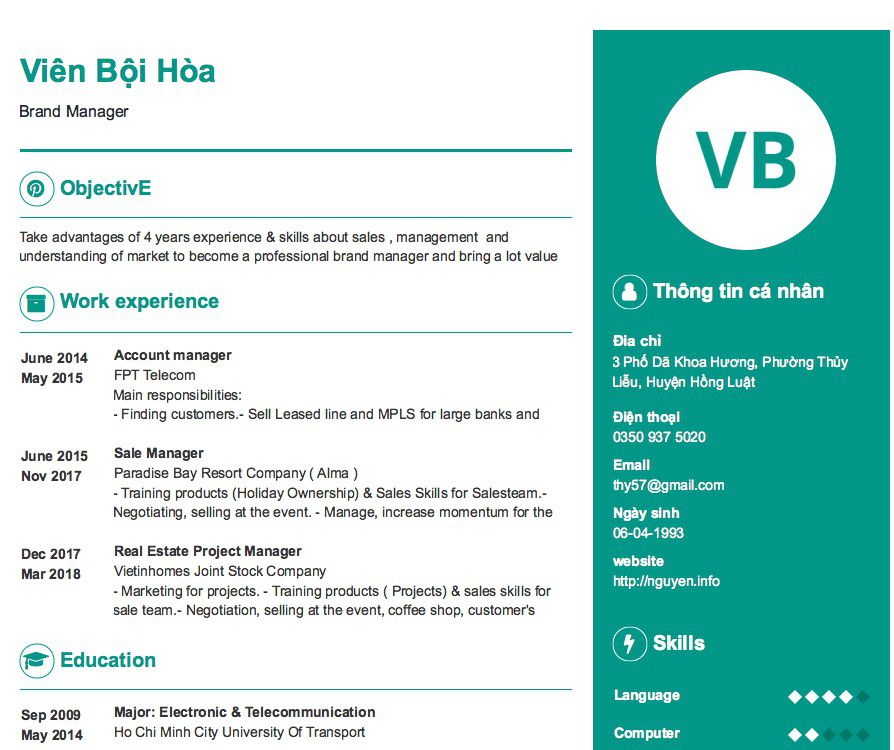 Viên Bội Hòa
Brand Manager
ObjectivE
Take advantages of 4 years experience & skills about sales , management and
understanding of market to become a professional brand manager and bring a lot value
Work experience
June 2014
May 2015
Account manager
FPT Telecom
Main responsibilities:
- Finding customers.- Sell Leased line and MPLS for large banks and
June 2015
Nov 2017
Sale Manager
Paradise Bay Resort Company ( Alma )
- Training products (Holiday Ownership) & Sales Skills for Salesteam.-
Negotiating, selling at the event. - Manage, increase momentum for the
Dec 2017
Mar 2018
Real Estate Project Manager
Vietinhomes Joint Stock Company
- Marketing for projects. - Training products ( Projects) & sales skills for
sale team.- Negotiation, selling at the event, coffee shop, customer's
Education
Sep 2009
May 2014
Major: Electronic & Telecommunication
Ho Chi Minh City University Of Transport
VB
Thông tin cá nhân
Địa chỉ
3 Phố Dã Khoa Hương, Phường Thủy
Liễu, Huyện Hồng Luật
Điện thoại
0350 937 5020
Email
thy57@gmail.com
Ngày sinh
06-04-1993
website
http://nguyen.info
Skills
Language
Computer